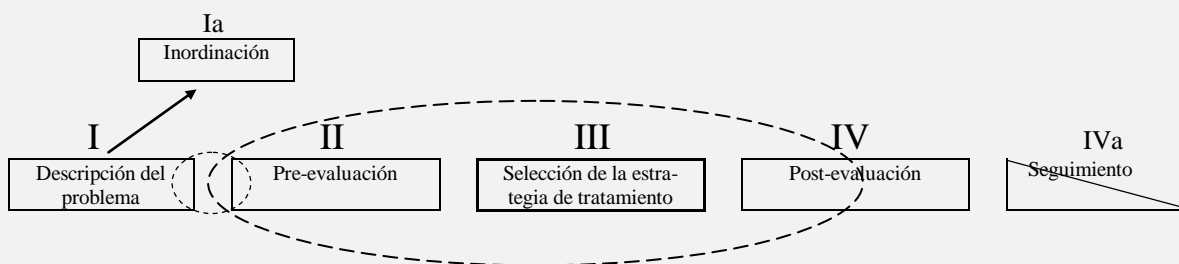 Ia
Inordinación
I
II
III
IV
IVa
Descripción del
problema
Pre-evaluación
Selección de la estra-
tegia de tratamiento
Post-evaluación
Seguimiento